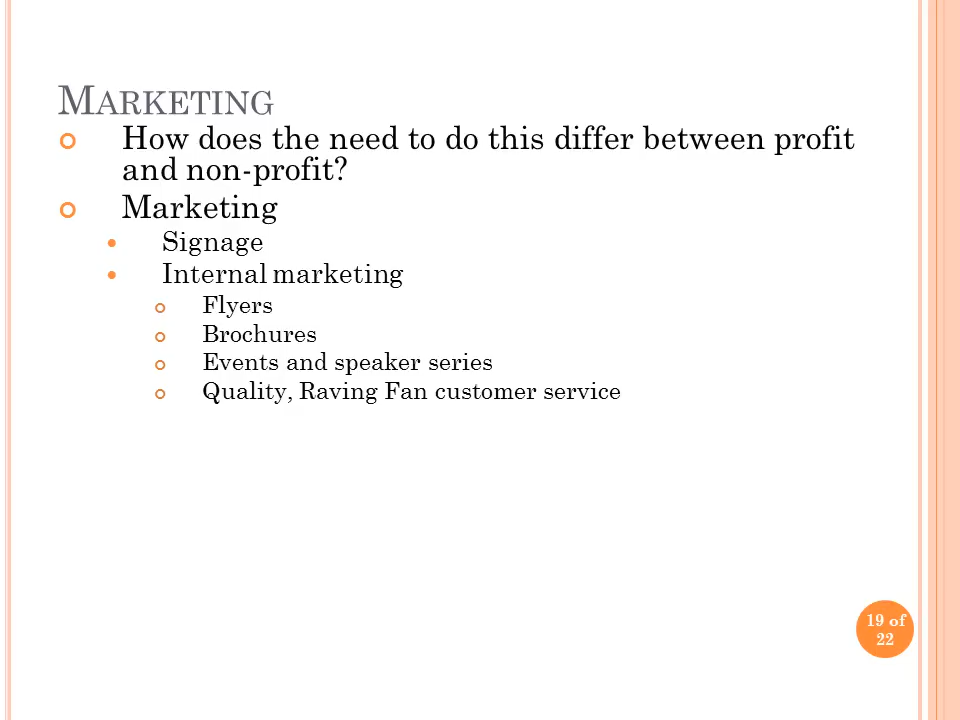 MARKETING
How does the need to do this differ between profit
and non-profit?
Marketing
Signage
Internal marketing
Flyers
Brochures
Events and speaker series
Quality, Raving Fan customer service
19 of
22